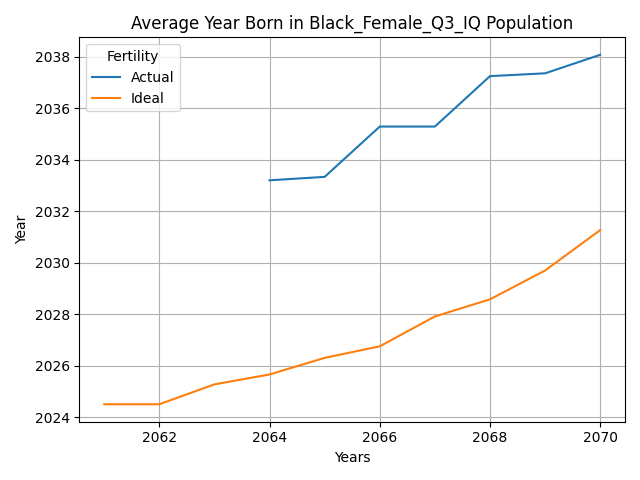 Average Year Born in Black_Female_Q3_IQ Population
Fertility
Actual
Ideal
2038
2036
2034
2032
2030
2028
2026
2024
Year
2062 2064 2066 2068 2070
Years